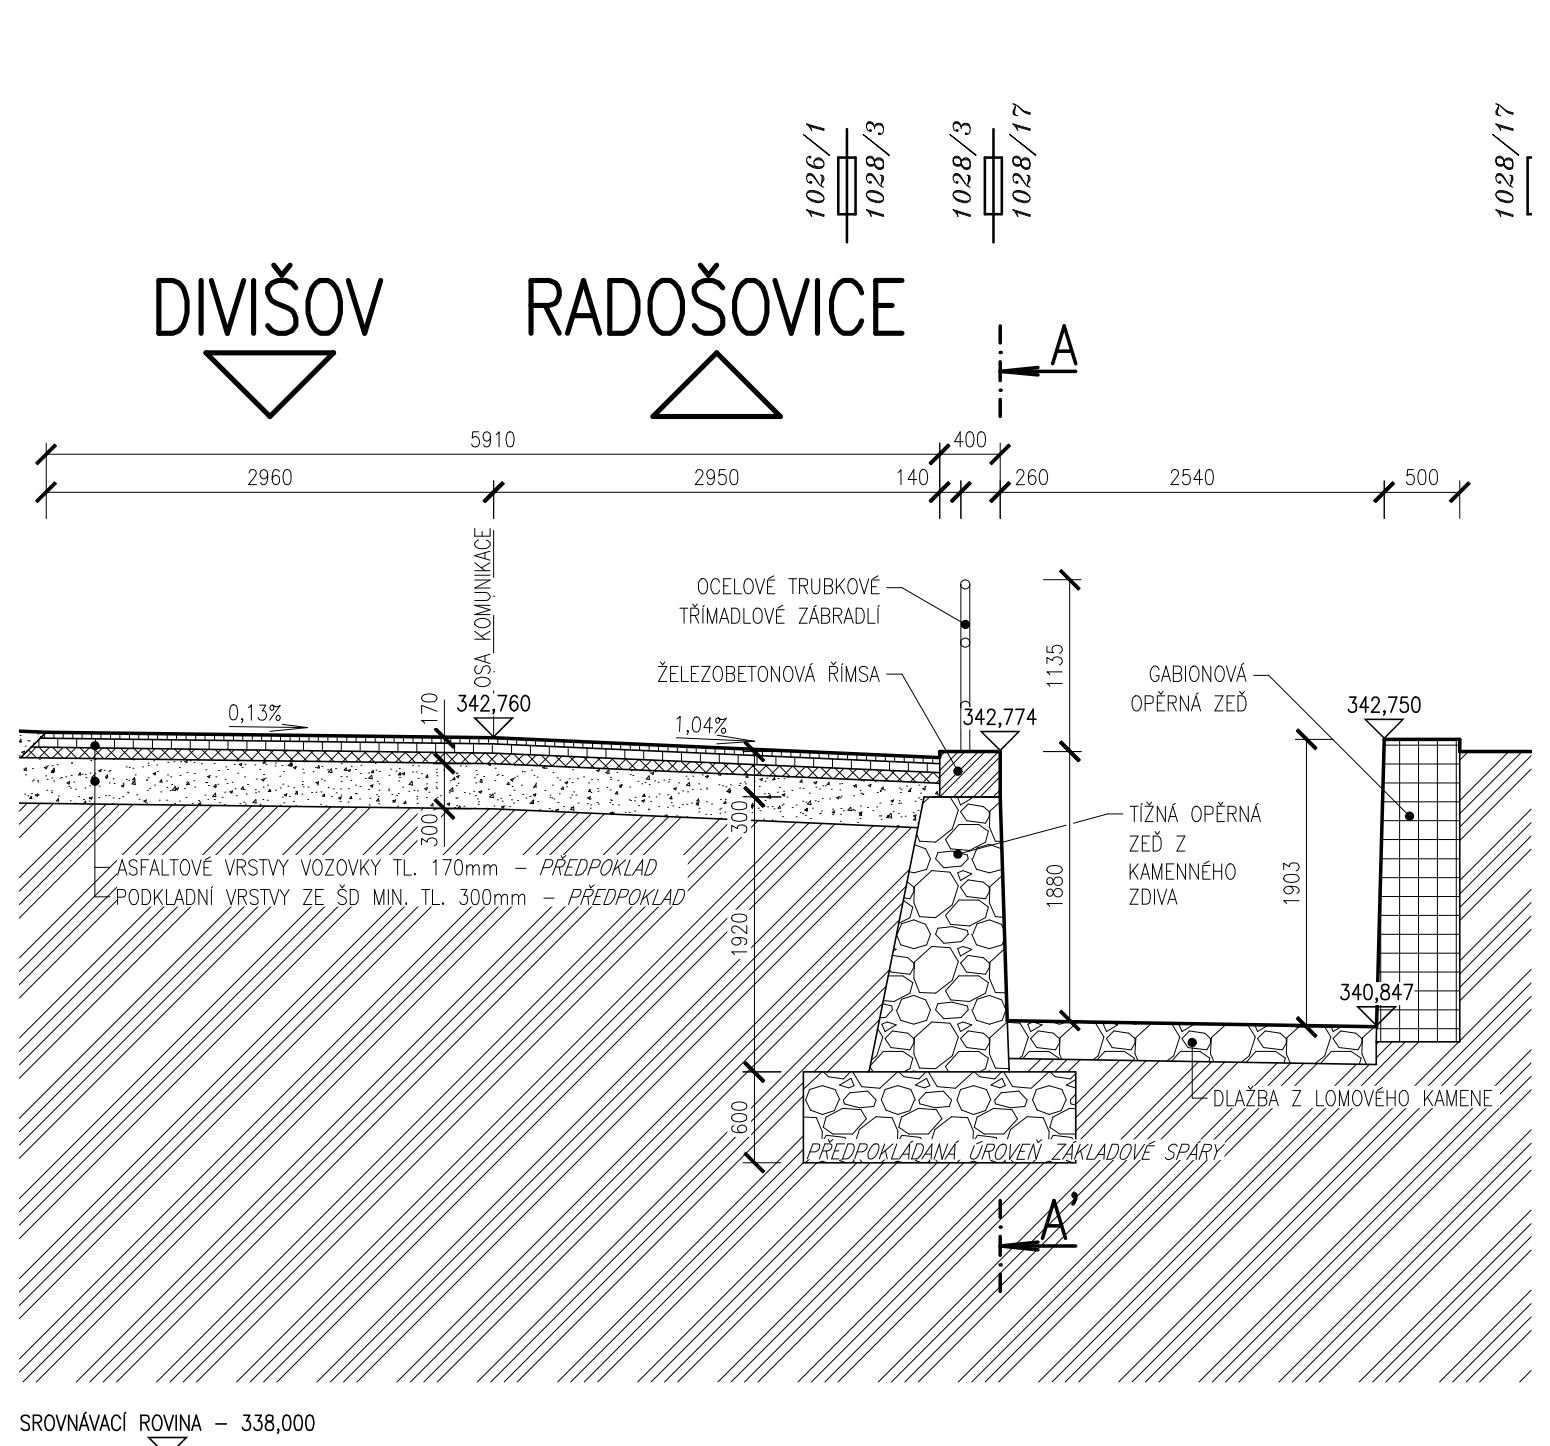 1026/1
1028/3
1028/3
1028/17
1028/17
DIVIŠOV
RADOŠOVICE
A
5910
400
2960
2950
140
260
2540
500
OSA KOMUNIKACE
OCELOVÉ TRUBKOVÉ
TŘÍMADLOVÉ ZÁBRADLÍ
1135
ŽELEZOBETONOVÁ ŘÍMSA
GABIONOVÁ
OPĚRNÁ ZEĎ
0,13%
170
342,760
1,04%
342,774
342,750
300
300
TÍŽNÁ OPĚRNÁ
ZEĎ Z
KAMENNÉHO
ZDIVA
ASFALTOVÉ VRSTVY VOZOVKY TL. 170mm – PŘEDPOKLAD
PODKLADNÍ VRSTVY ZE ŠD MIN. TL. 300mm – PŘEDPOKLAD
1880
1903
1920
340,847
DLAŽBA Z LOMOVÉHO KAMENE
600
PŘEDPOKLÁDANÁ ÚROVEŇ ZÁKLADOVÉ SPÁRY
A'
SROVNÁVACÍ ROVINA – 338,000